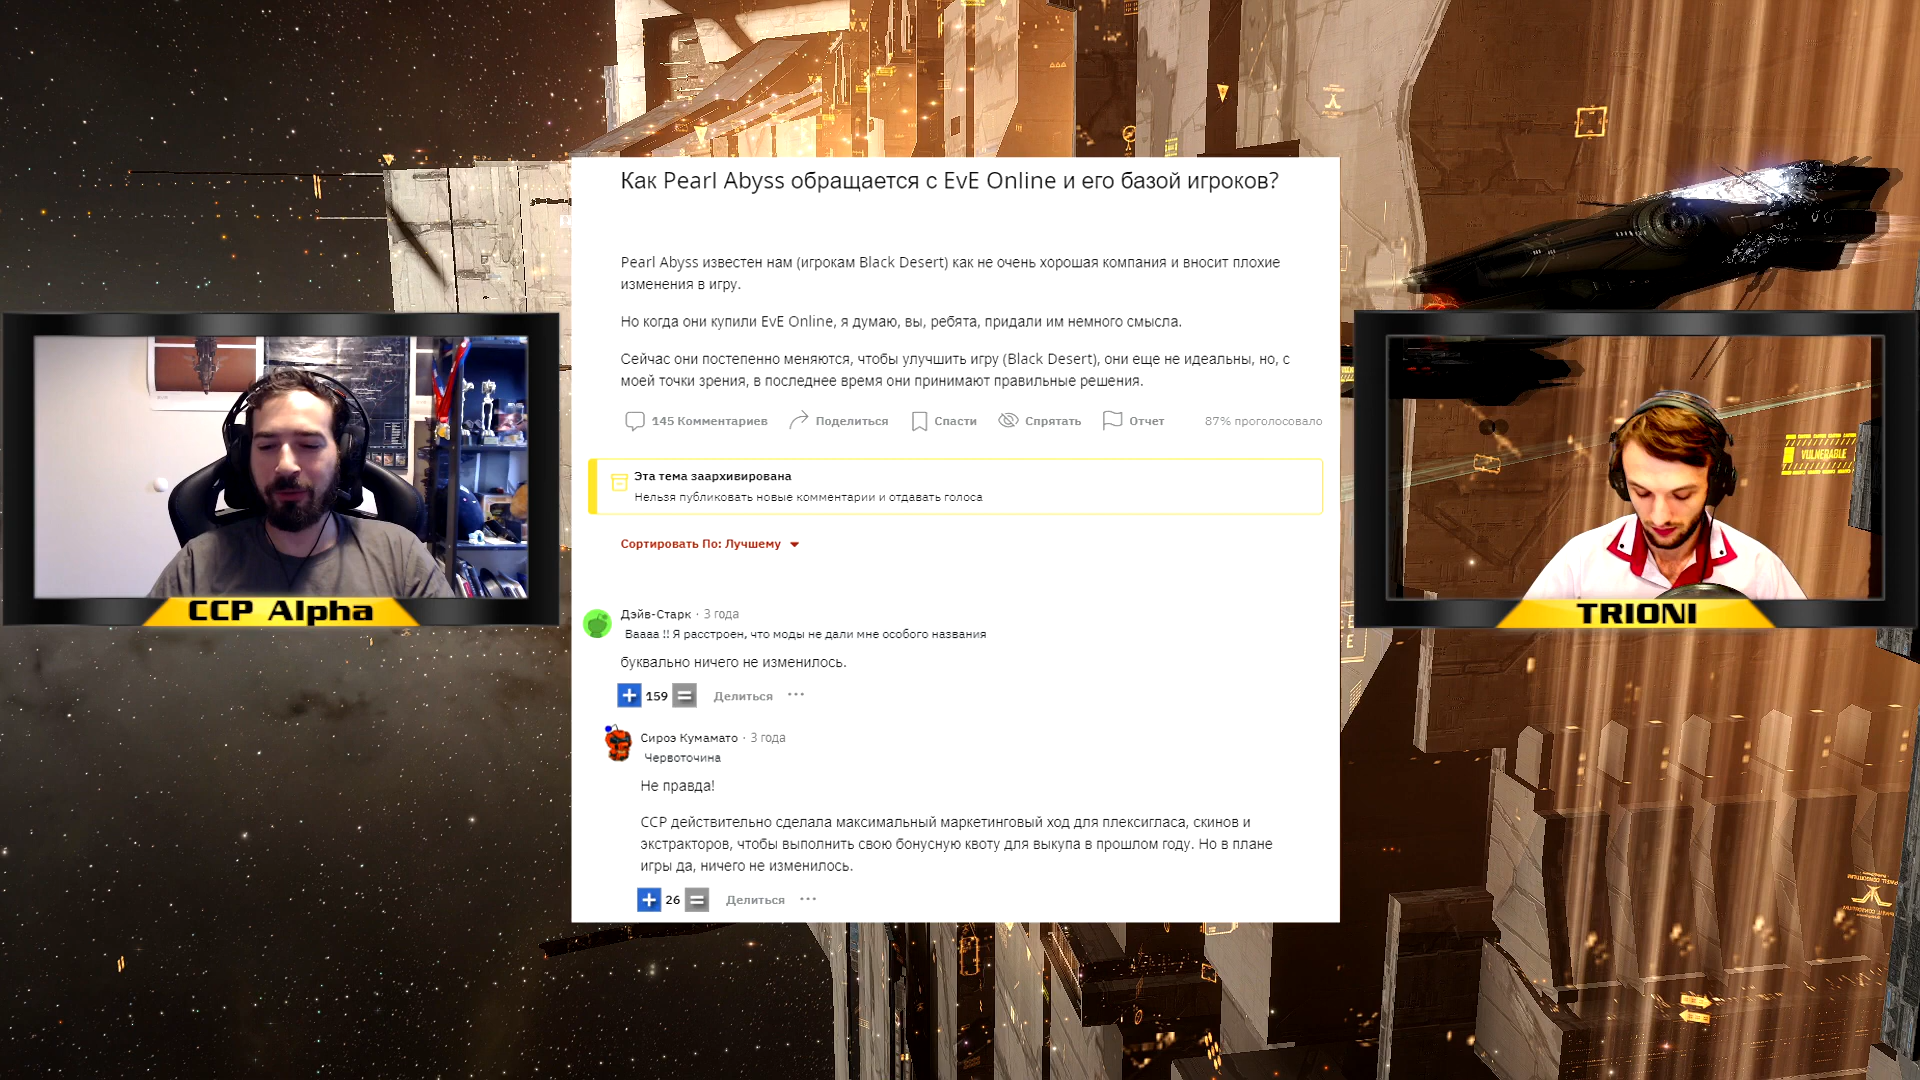 Как Pearl Abyss обращается с EvE Online и его базой игроков?
Pearl Abyss известен нам (игрокам Black Desert) как не очень хорошая компания и вносит плохие
изменения в игру.
Но когда они купили EvE Online, я думаю, вы, ребята, придали им немного смысла.
Сейчас они постепенно меняются, чтобы улучшить игру (Black Desert), они еще не идеальны, но, с
моей точки зрения, в последнее время они принимают правильные решения.
145 Комментариев Поделиться Спасти Спрятать Отчет 87% проголосовало
Эта тема заархивирована
Нельзя публиковать новые комментарии и отдавать голоса
Сортировать По: Лучшему
Дэйв-Старк · 3 года
Ваааа !! Я расстроен, что моды не дали мне особого названия
буквально ничего не изменилось.
159 Делиться ···
Сироэ Кумамато · 3 года
Червоточина
Не правда!
CCP действительно сделала максимальный маркетинговый ход для плексигласа, скинов и
экстракторов, чтобы выполнить свою бонусную квоту для выкупа в прошлом году. Но в плане
игры да, ничего не изменилось.
26 Делиться ···
CCP Alpha
TRIONI
VULNERABLE